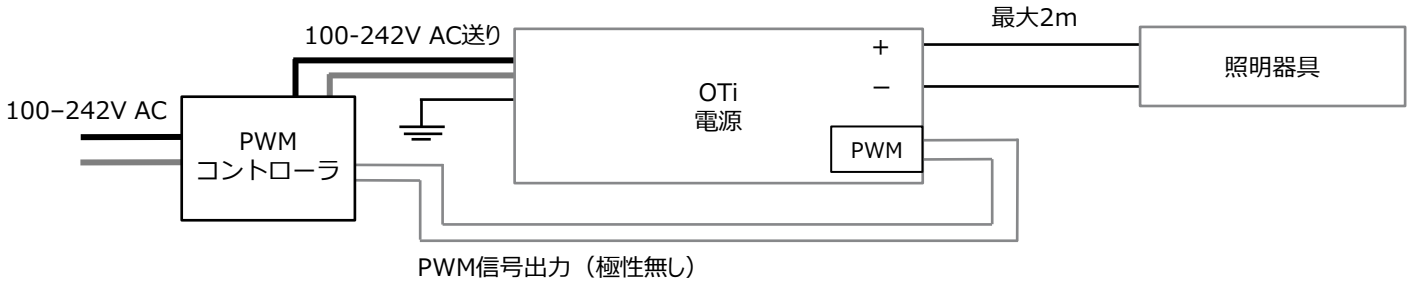 最大2m
100-242V AC送り
+
照明器具
−
OTi
電源
100–242V AC
PWM
コントローラ
PWM
PWM信号出力（極性無し）